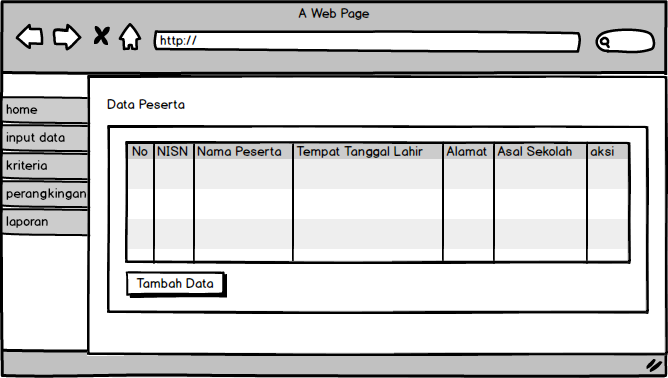 A Web Page
http://
home
input data
kriteria
perangkingan
laporan
Data Peserta
No NISN Nama Peserta Tempat Tanggal Lahir Alamat Asal Sekolah aksi
Tambah Data